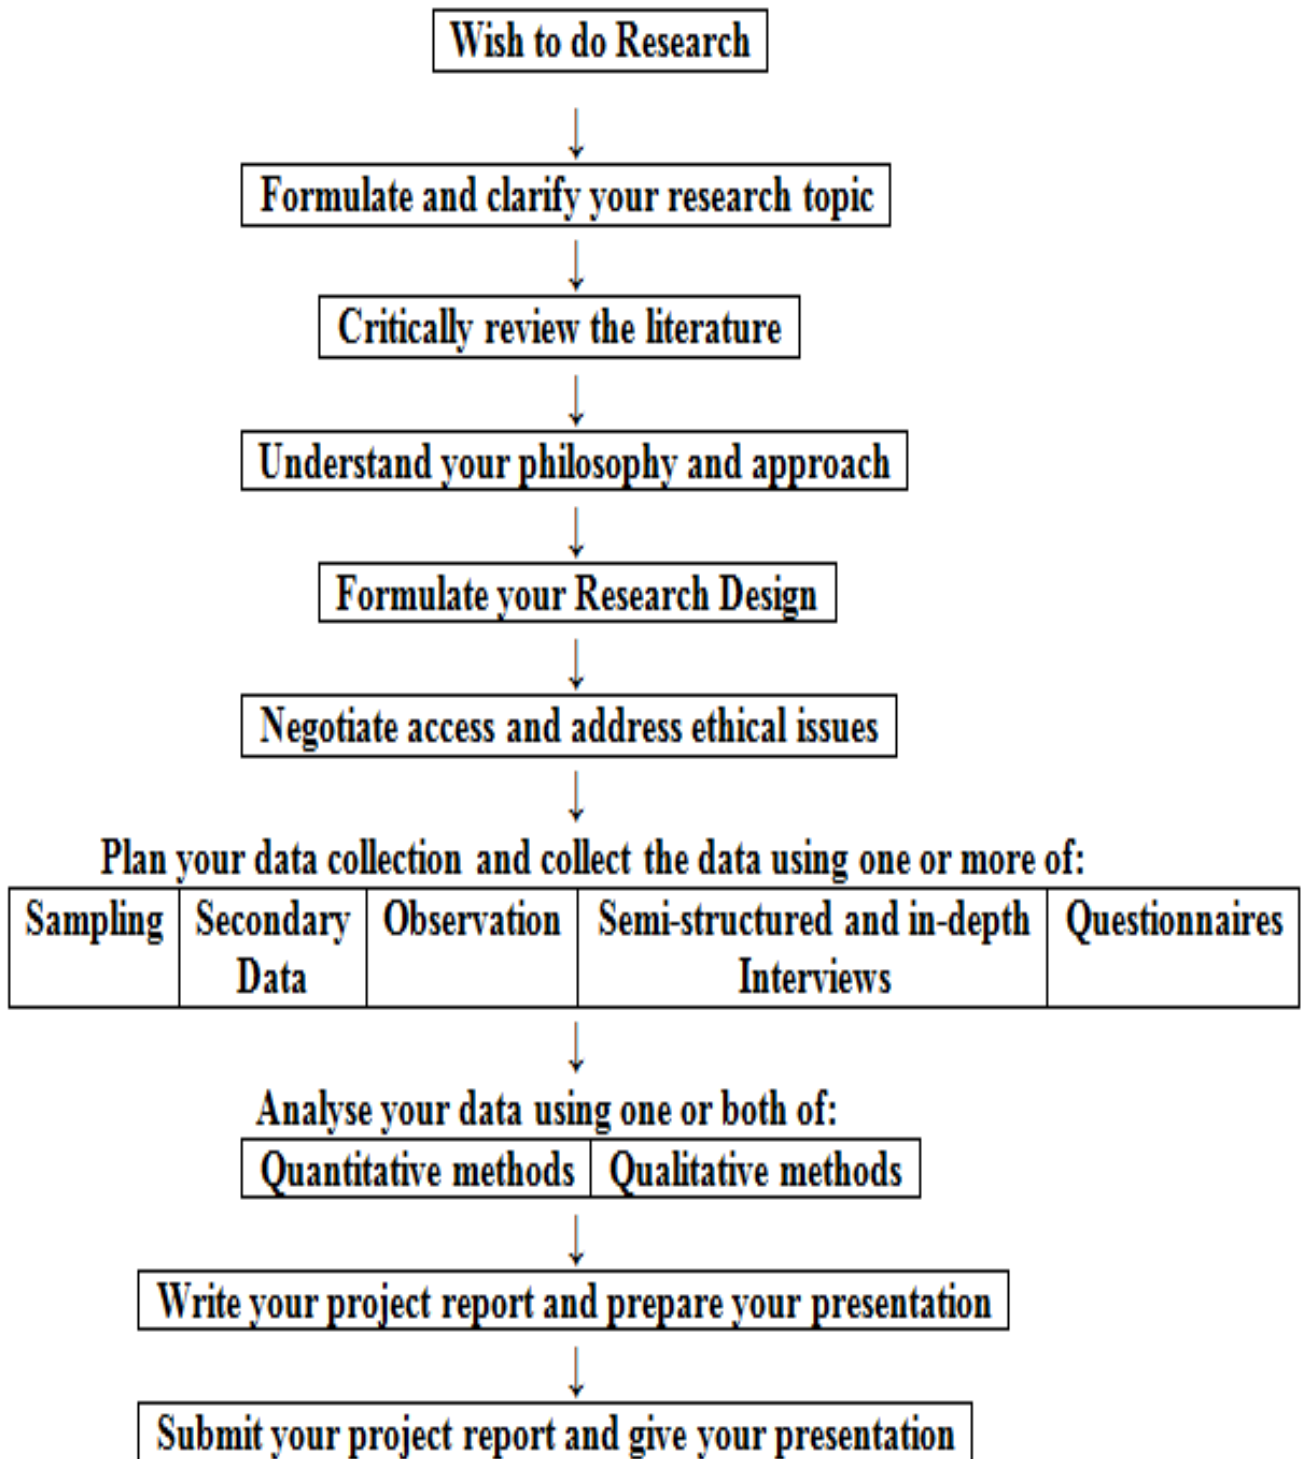 Wish to do Research
↓
Formulate and clarify your research topic
↓
Critically review the literature
↓
Understand your philosophy and approach
↓
Formulate your Research Design
↓
Negotiate access and address ethical issues
↓
Plan your data collection and collect the data using one or more of:
Sampling
Secondary
Data
Observation
Semi-structured and in-depth
Interviews
Questionnaires
↓
Analyse your data using one or both of:
Quantitative methods
Qualitative methods
↓
Write your project report and prepare your presentation
↓
Submit your project report and give your presentation